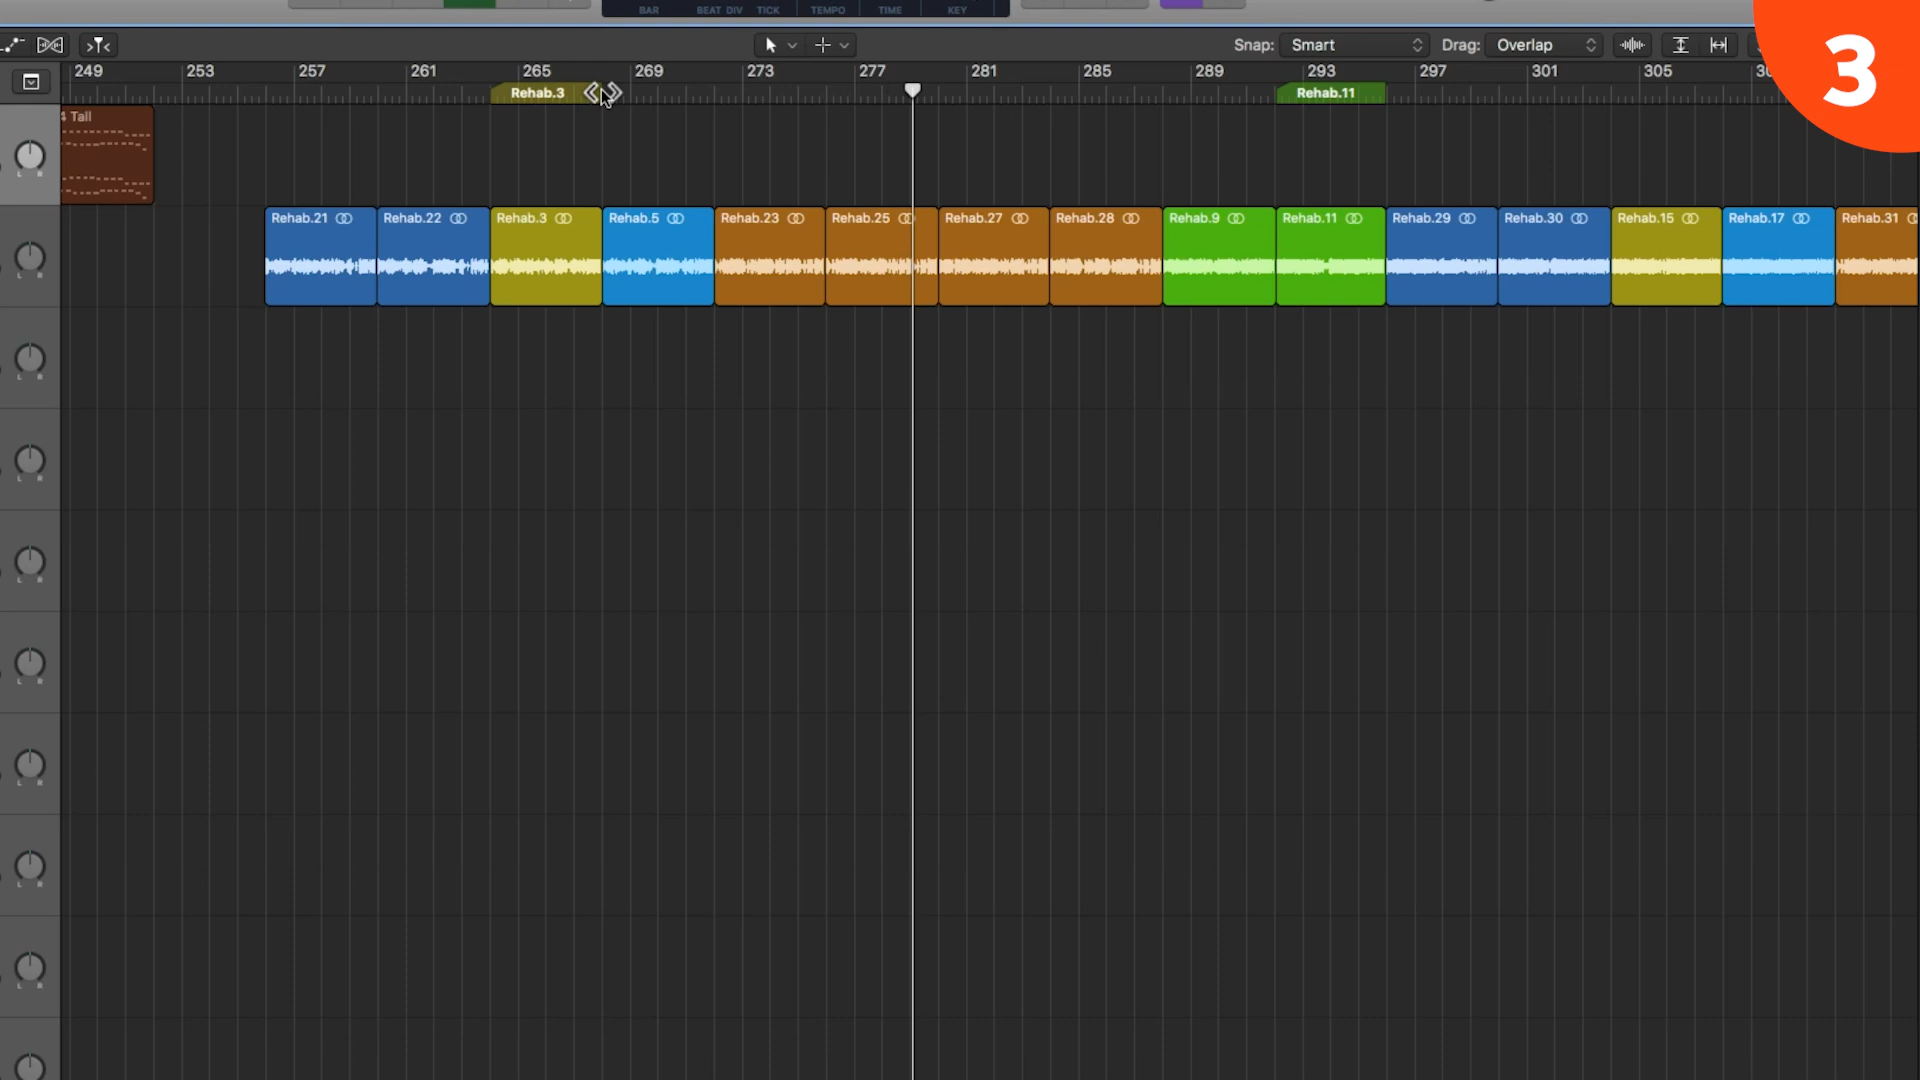 BAR BEAT DIV TICK TEMPO TIME KEY
Snap: Smart Drag: Overlap
3
249 253 257 261 265 269 273 277 281 285 289 293 297 301 305
Rehab.3 Rehab.11
Tall
Rehab.21 Rehab.22 Rehab.3 Rehab.5 Rehab.23 Rehab.25 Rehab.27 Rehab.28 Rehab.9 Rehab.11 Rehab.29 Rehab.30 Rehab.15 Rehab.17 Rehab.31
L R
L R
L R
L R
L R
L R
L R
L R
L R